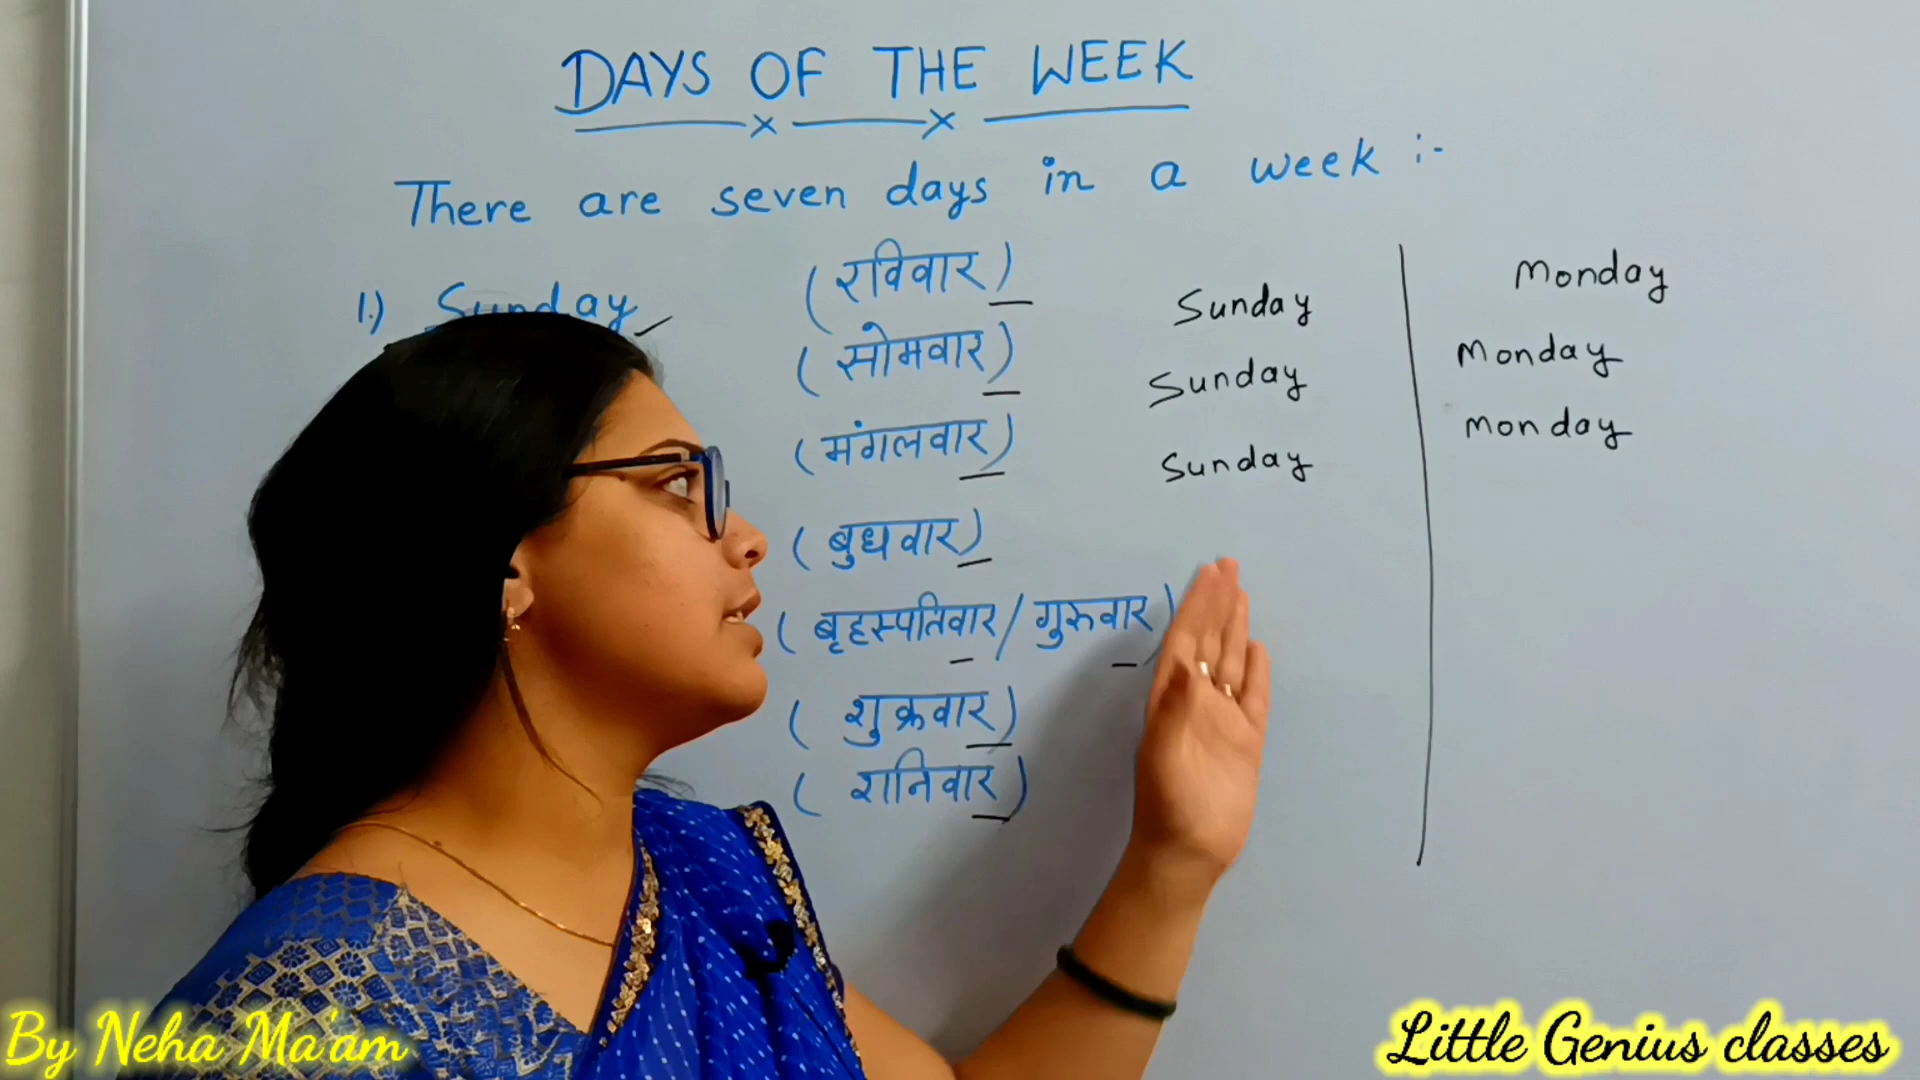 DAYS OF THE WEEK
There are seven days in a week :-
1.) Sunday (रविवार)
(सोमवार)
(मंगलवार)
(बुधवार)
(बृहस्पतिवार/गुरुवार)
(शुक्रवार)
(शनिवार)
Sunday
Sunday
Sunday
Monday
Monday
Monday
By Neha Ma'am
Little Genius classes